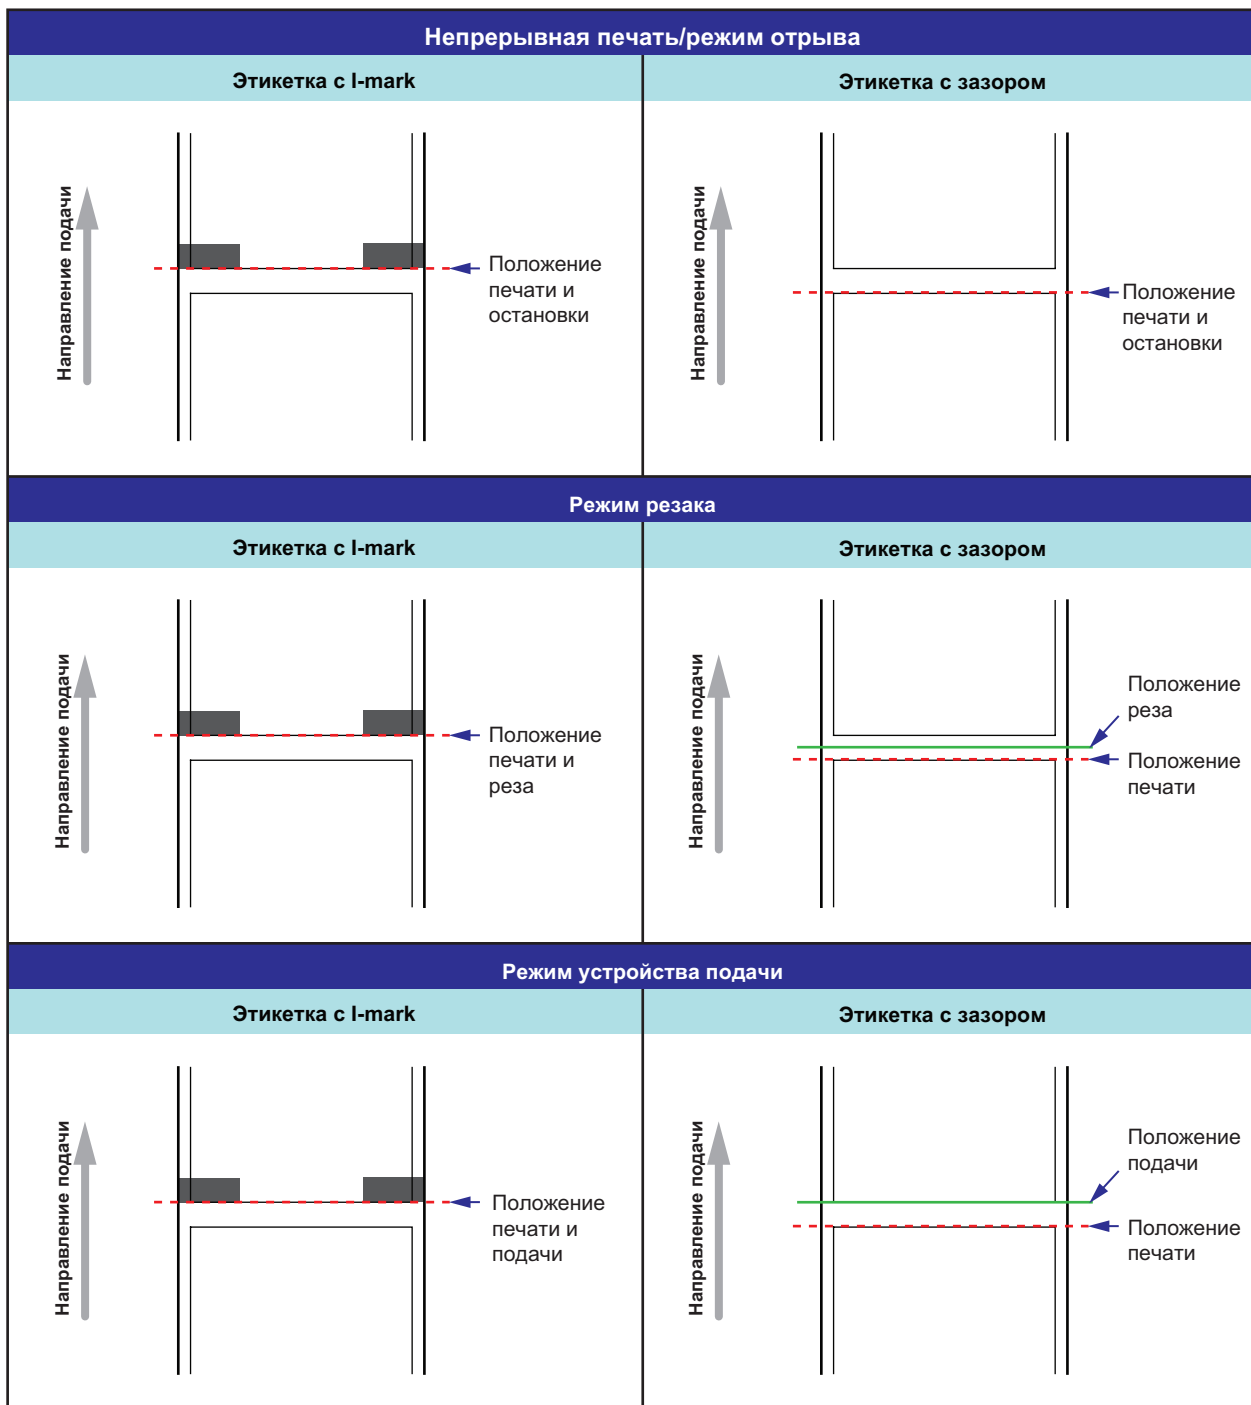 Непрерывная печать/режим отрыва
Этикетка с I-mark
Этикетка с зазором
Направление подачи
Положение
печати и
остановки
Направление подачи
Положение
печати и
остановки
Режим резака
Этикетка с I-mark
Этикетка с зазором
Направление подачи
Положение
печати и
реза
Направление подачи
Положение
реза
Положение
печати
Режим устройства подачи
Этикетка с I-mark
Этикетка с зазором
Направление подачи
Положение
печати и
подачи
Направление подачи
Положение
подачи
Положение
печати